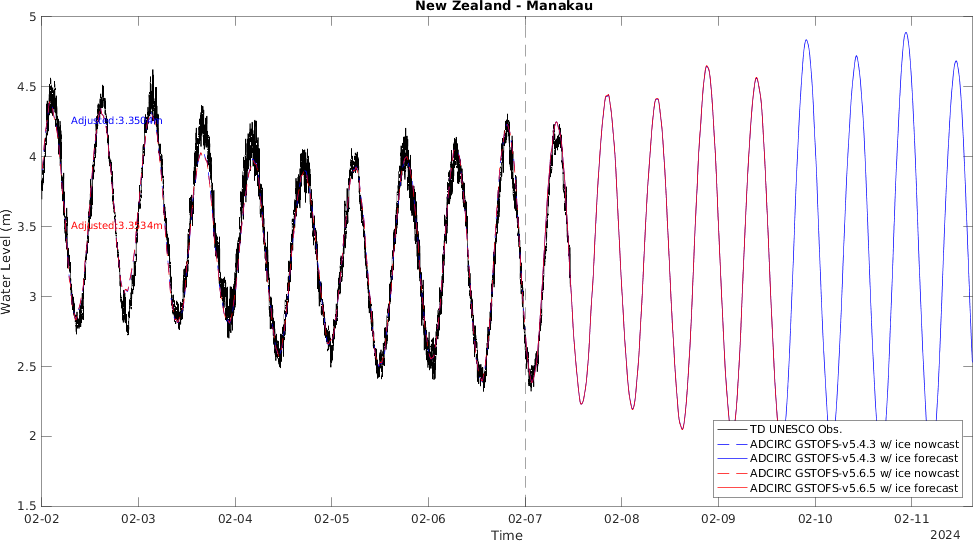 New Zealand - Manakau
Water Level (m)
5
4.5
4
3.5
3
2.5
2
1.5
Adjusted:3.3504m
Adjusted:3.3534m
TD UNESCO Obs.
ADCIRC GSTOFS-v5.4.3 w/ ice nowcast
ADCIRC GSTOFS-v5.4.3 w/ ice forecast
ADCIRC GSTOFS-v5.6.5 w/ ice nowcast
ADCIRC GSTOFS-v5.6.5 w/ ice forecast
02-02 02-03 02-04 02-05 02-06 02-07 02-08 02-09 02-10 02-11
Time
2024